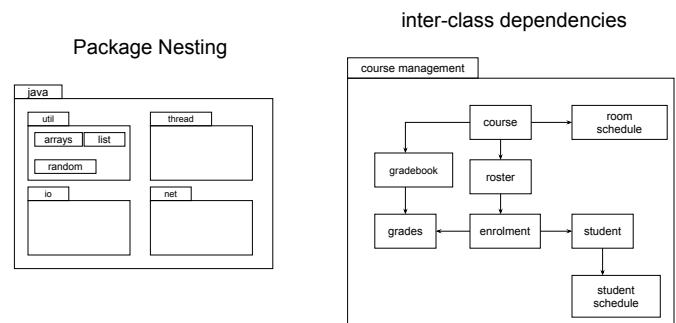 Package Nesting
java
util
thread
arrays
list
random
io
net
inter-class dependencies
course management
course
room
schedule
gradebook
roster
grades
enrolment
student
student
schedule